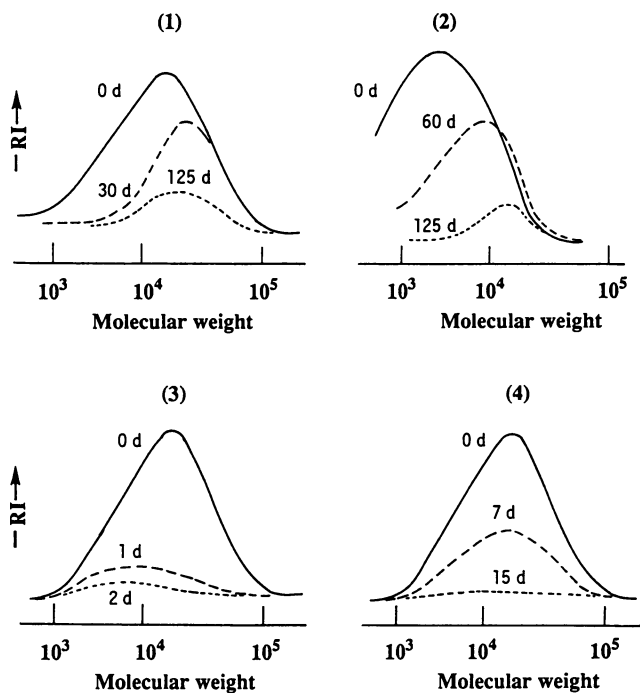 (1)
0 d
30 d
125 d
— RI →
10³ 10⁴ 10⁵
Molecular weight
(2)
0 d
60 d
125 d
10³ 10⁴ 10⁵
Molecular weight
(3)
0 d
1 d
2 d
— RI →
10³ 10⁴ 10⁵
Molecular weight
(4)
0 d
7 d
15 d
10³ 10⁴ 10⁵
Molecular weight